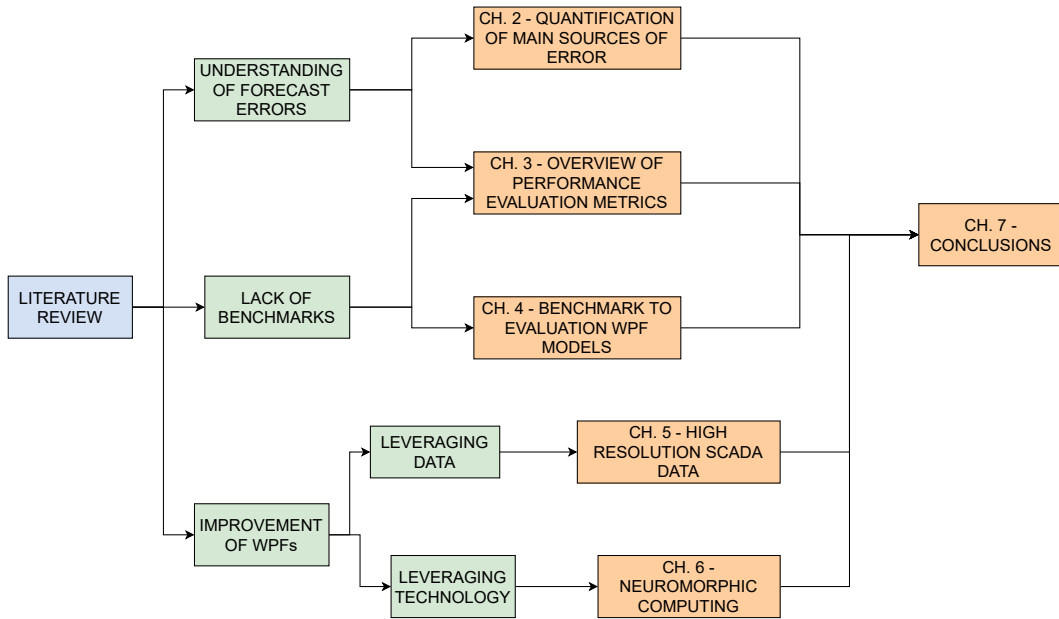 CH. 2 - QUANTIFICATION
OF MAIN SOURCES OF
ERROR
UNDERSTANDING
OF FORECAST
ERRORS
CH. 3 - OVERVIEW OF
PERFORMANCE
EVALUATION METRICS
CH. 7 -
CONCLUSIONS
LITERATURE
REVIEW
LACK OF
BENCHMARKS
CH. 4 - BENCHMARK TO
EVALUATION WPF
MODELS
LEVERAGING
DATA
CH. 5 - HIGH
RESOLUTION SCADA
DATA
IMPROVEMENT
OF WPFs
LEVERAGING
TECHNOLOGY
CH. 6 -
NEUROMORPHIC
COMPUTING